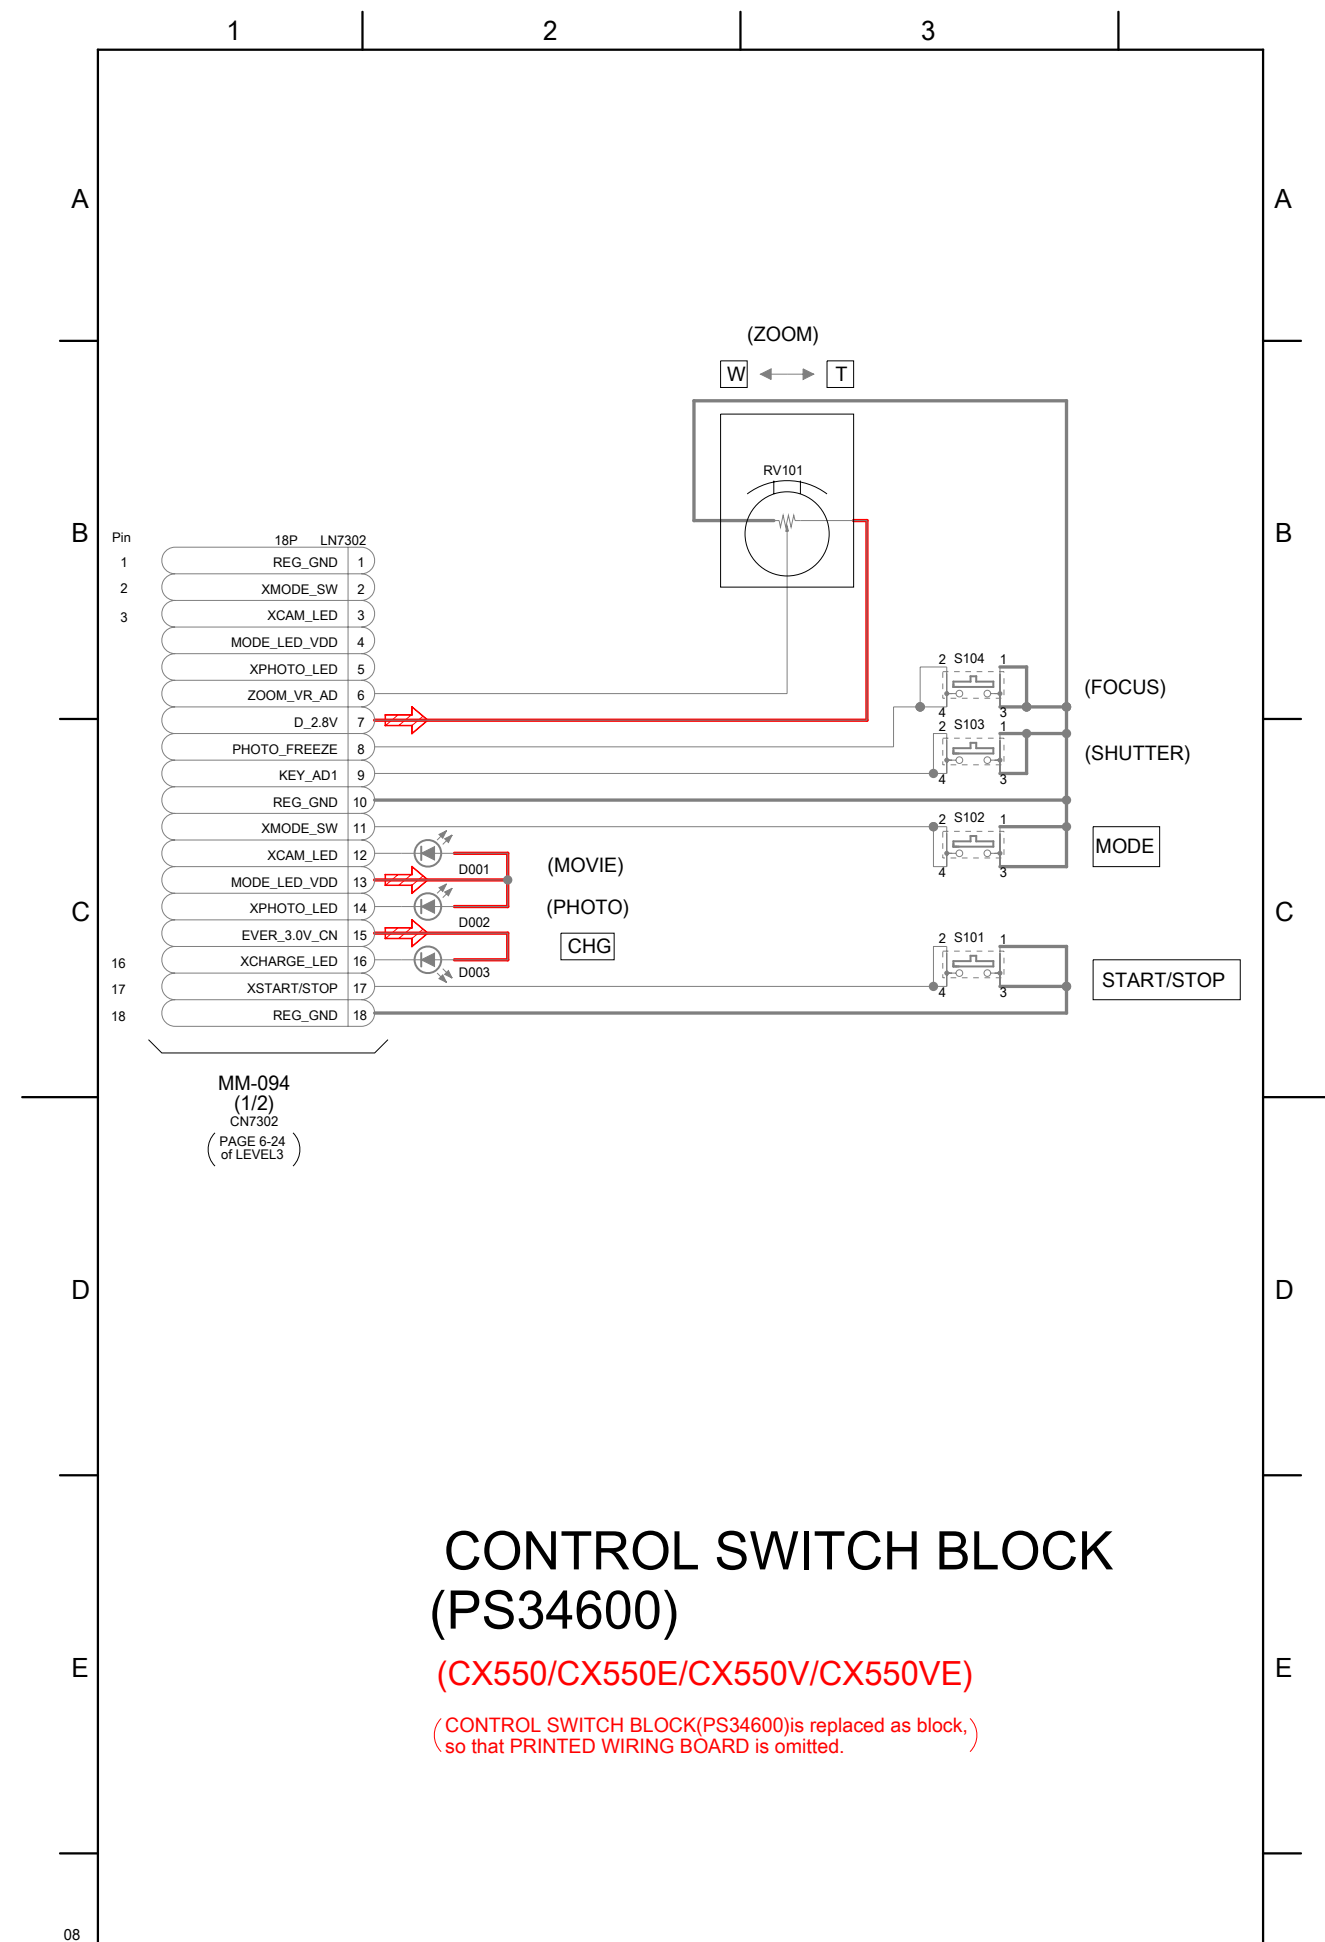 1 2 3
A A
(ZOOM)
W T
RV101
B B
Pin 18P LN7302
1 REG_GND 1
2 XMODE_SW 2
3 XCAM_LED 3
MODE_LED_VDD 4
XPHOTO_LED 5
ZOOM_VR_AD 6
D_2.8V 7
PHOTO_FREEZE 8
KEY_AD1 9
REG_GND 10
XMODE_SW 11
XCAM_LED 12
MODE_LED_VDD 13
XPHOTO_LED 14
EVER_3.0V_CN 15
16 XCHARGE_LED 16
17 XSTART/STOP 17
18 REG_GND 18
2 S104 1
4 3
(FOCUS)
2 S103 1
4 3
(SHUTTER)
2 S102 1
4 3
MODE
D001
(MOVIE)
(PHOTO)
D002
CHG
D003
C C
2 S101 1
4 3
START/STOP
MM-094
(1/2)
CN7302
(PAGE 6-24
of LEVEL3)
D D
CONTROL SWITCH BLOCK
(PS34600)
E E
(CX550/CX550E/CX550V/CX550VE)
(CONTROL SWITCH BLOCK(PS34600)is replaced as block,
so that PRINTED WIRING BOARD is omitted.)
08